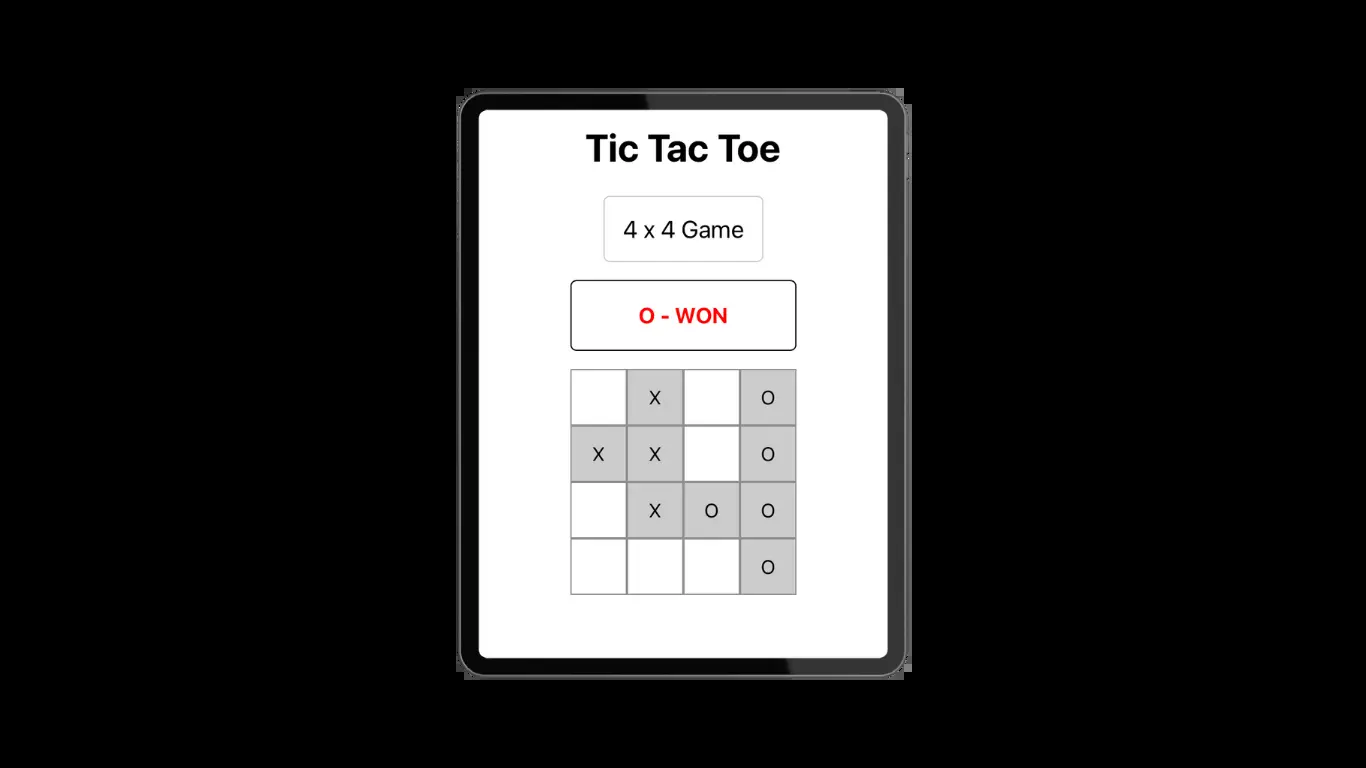 Tic Tac Toe
4 x 4 Game
O - WON
X O
X X O
X O O
O